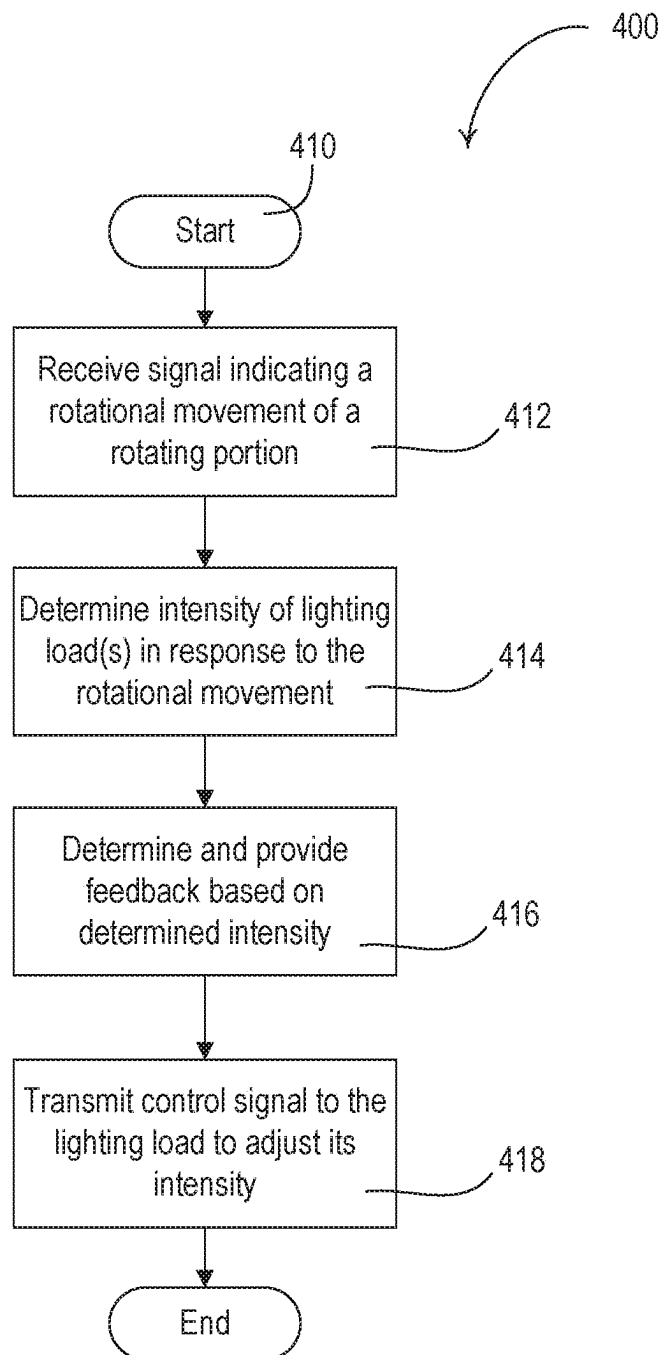 400
410
Start
Receive signal indicating a
rotational movement of a
rotating portion
412
Determine intensity of lighting
load(s) in response to the
rotational movement
414
Determine and provide
feedback based on
determined intensity
416
Transmit control signal to the
lighting load to adjust its
intensity
418
End